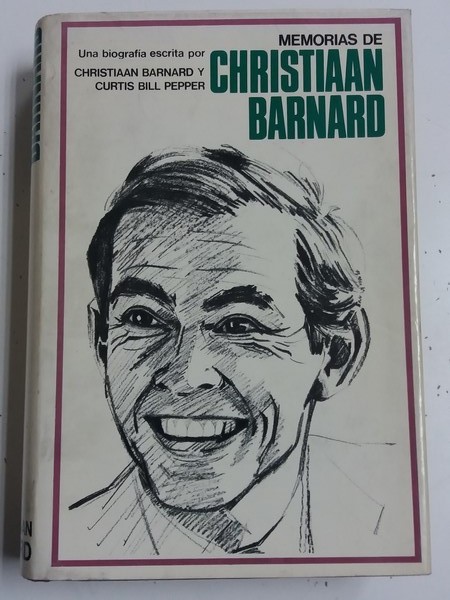 MEMORIAS DE
CHRISTIAAN
BARNARD
Una biografía escrita por
CHRISTIAAN BARNARD Y
CURTIS BILL PEPPER